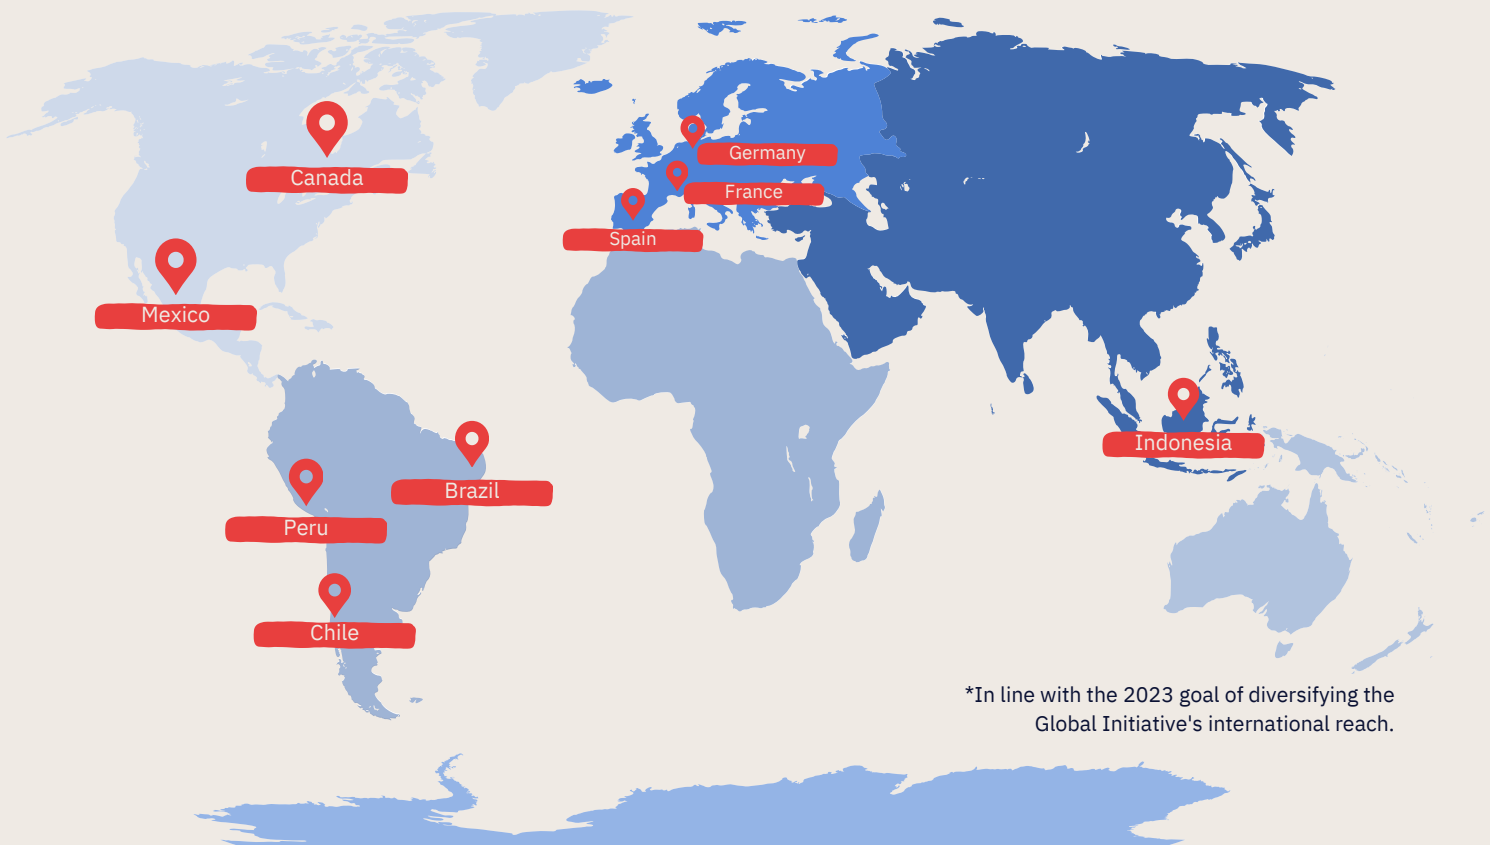 Canada
Germany
France
Spain
Mexico
Indonesia
Brazil
Peru
Chile
*In line with the 2023 goal of diversifying the
Global Initiative's international reach.